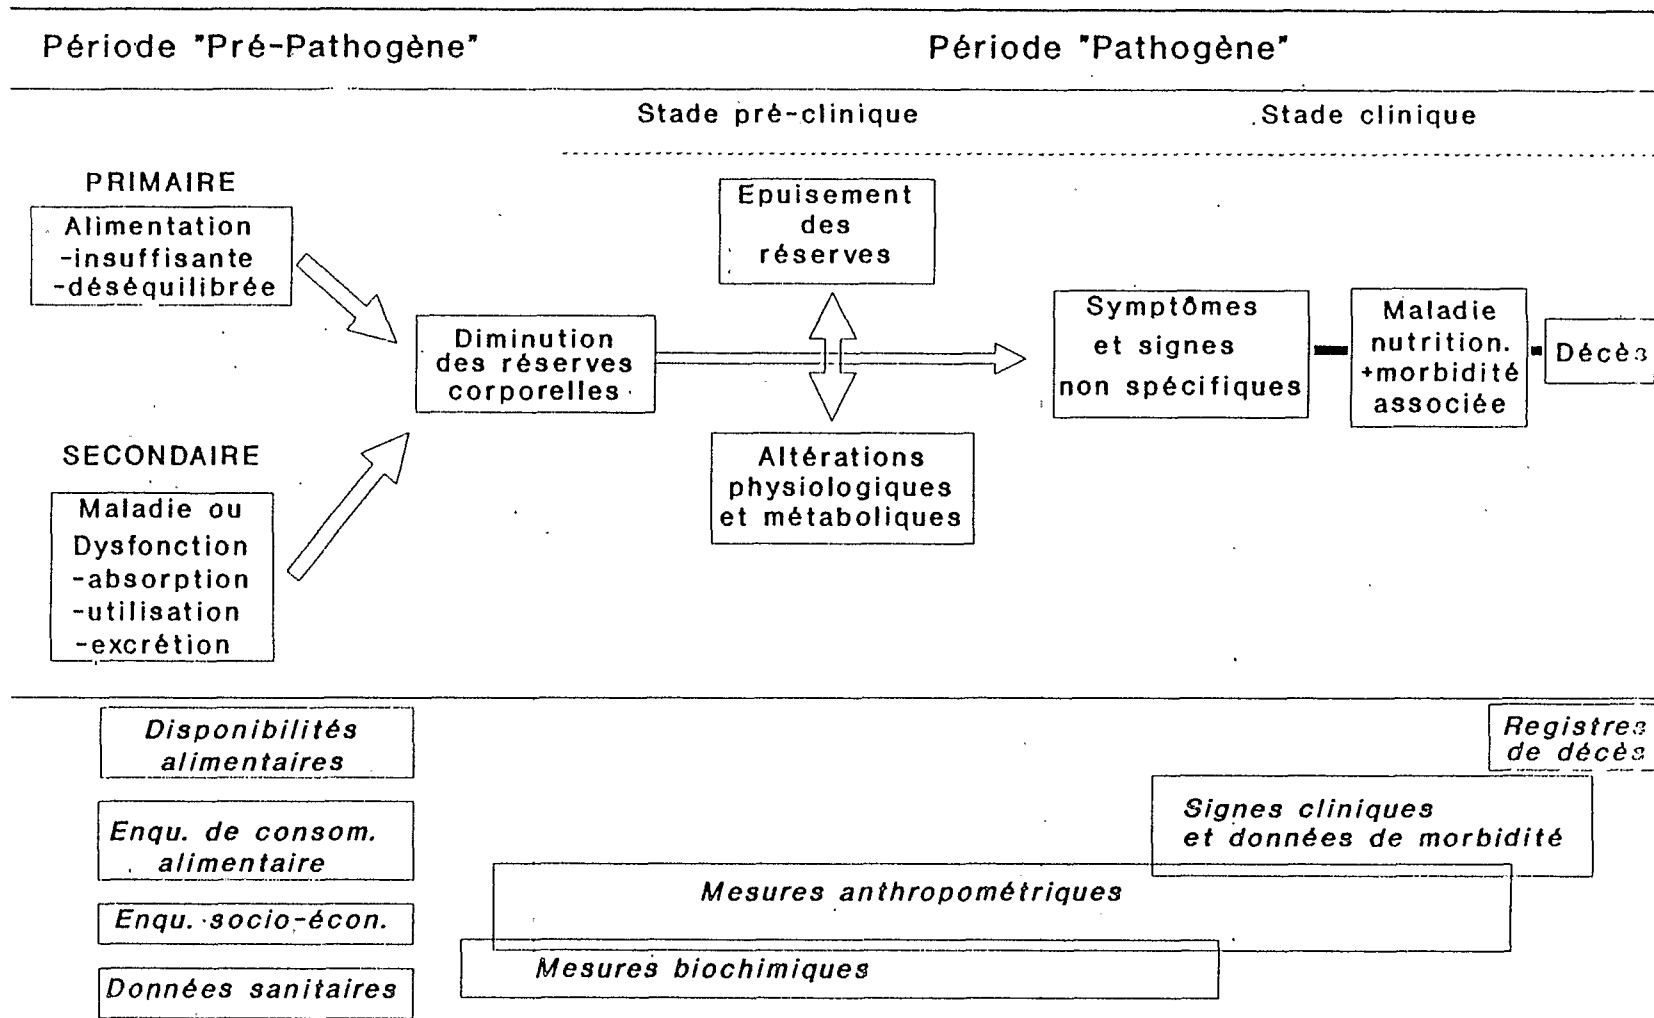 Période "Pré-Pathogène"
Période "Pathogène"
Stade pré-clinique
Stade clinique
PRIMAIRE
Alimentation
-insuffisante
-déséquilibrée
SECONDAIRE
Maladie ou
Dysfonction
-absorption
-utilisation
-excrétion
Diminution
des réserves
corporelles
Epuisement
des
réserves
Altérations
physiologiques
et métaboliques
Symptômes
et signes
non spécifiques
Maladie
nutrition.
+morbidité
associée
Décès
Disponibilités
alimentaires
Enqu. de consom.
alimentaire
Enqu. socio-écon.
Données sanitaires
Mesures biochimiques
Mesures anthropométriques
Signes cliniques
et données de morbidité
Registres
de décès